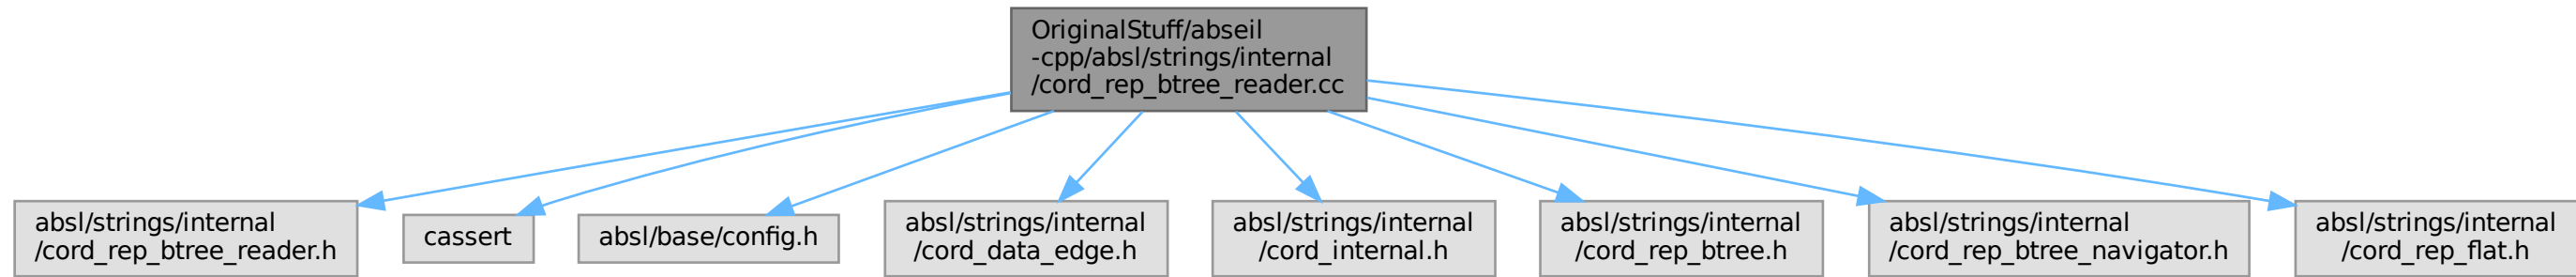 OriginalStuff/abseil
-cpp/absl/strings/internal
/cord_rep_btree_reader.cc
absl/strings/internal
/cord_rep_btree_reader.h
cassert
absl/base/config.h
absl/strings/internal
/cord_data_edge.h
absl/strings/internal
/cord_internal.h
absl/strings/internal
/cord_rep_btree.h
absl/strings/internal
/cord_rep_btree_navigator.h
absl/strings/internal
/cord_rep_flat.h